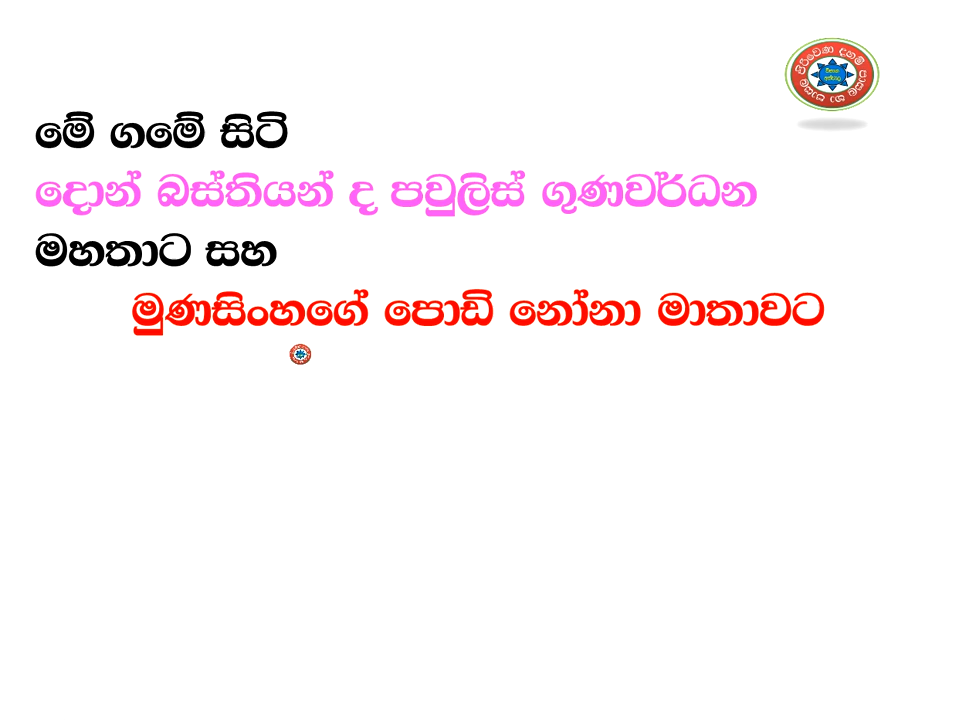 මේ ගමේ සිටි
දොන් බස්තියන් ද පවුලිස් ගුණවර්ධන
මහතාට සහ
මුණසිංහගේ පොඩි නෝනා මාතාවට